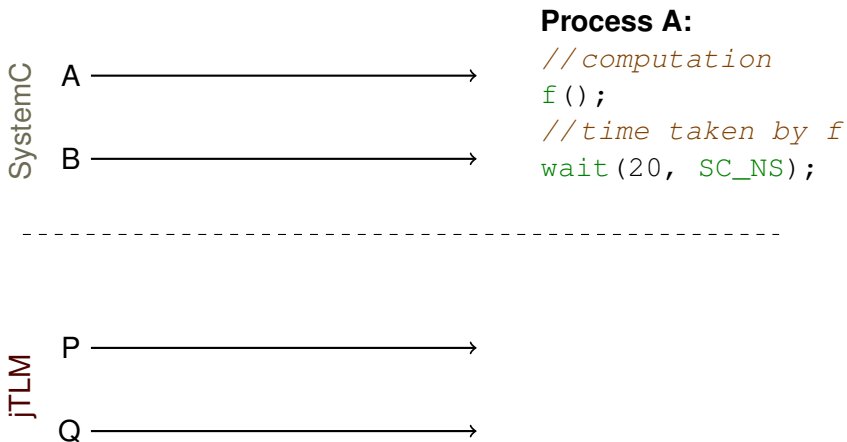 SystemC
A
B
Process A:
//computation
f();
//time taken by f
wait(20, SC_NS);
jTLM
P
Q